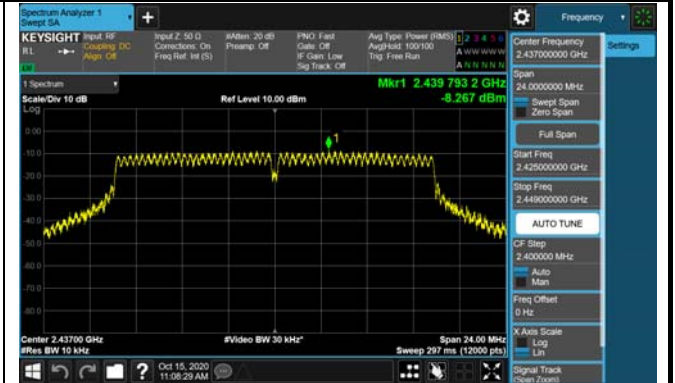 Spectrum Analyzer 1
Swept SA
+
Frequency
KEYSIGHT
Input: RF
Input Z: 50 Ω
#Atten: 20 dB
PNO: Fast
Avg Type: Power (RMS)
1 2 3 4 5 6
RL
Coupling: DC
Corrections: On
Preamp: Off
Gate: Off
Avg|Hold: 100/100
A W W W W W
Align: Off
Freq Ref: Int (S)
IF Gain: Low
Trig: Free Run
Sig Track: Off
A N N N N N
1 Spectrum
Mkr1 2.439 793 2 GHz
Scale/Div 10 dB
Ref Level 10.00 dBm
-8.267 dBm
Log
0.00
-10.0
-20.0
-30.0
-40.0
-50.0
-60.0
-70.0
-80.0
1
Center 2.43700 GHz
#Video BW 30 kHz*
Span 24.00 MHz
#Res BW 10 kHz
Sweep 297 ms (12000 pts)
Oct 15, 2020
11:08:29 AM
Center Frequency
2.437000000 GHz
Settings
Span
24.0000000 MHz
Swept Span
Zero Span
Full Span
Start Freq
2.425000000 GHz
Stop Freq
2.449000000 GHz
AUTO TUNE
CF Step
2.400000 MHz
Auto
Man
Freq Offset
0 Hz
X Axis Scale
Log
Lin
Signal Track
(Span Zoom)